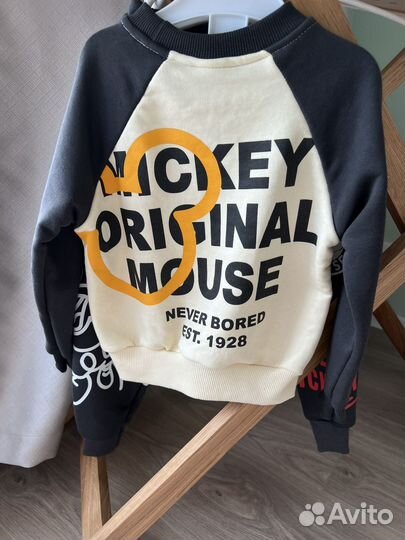 MICKEY
ORIGINAL
MOUSE
NEVER BORED
EST. 1928
Avito